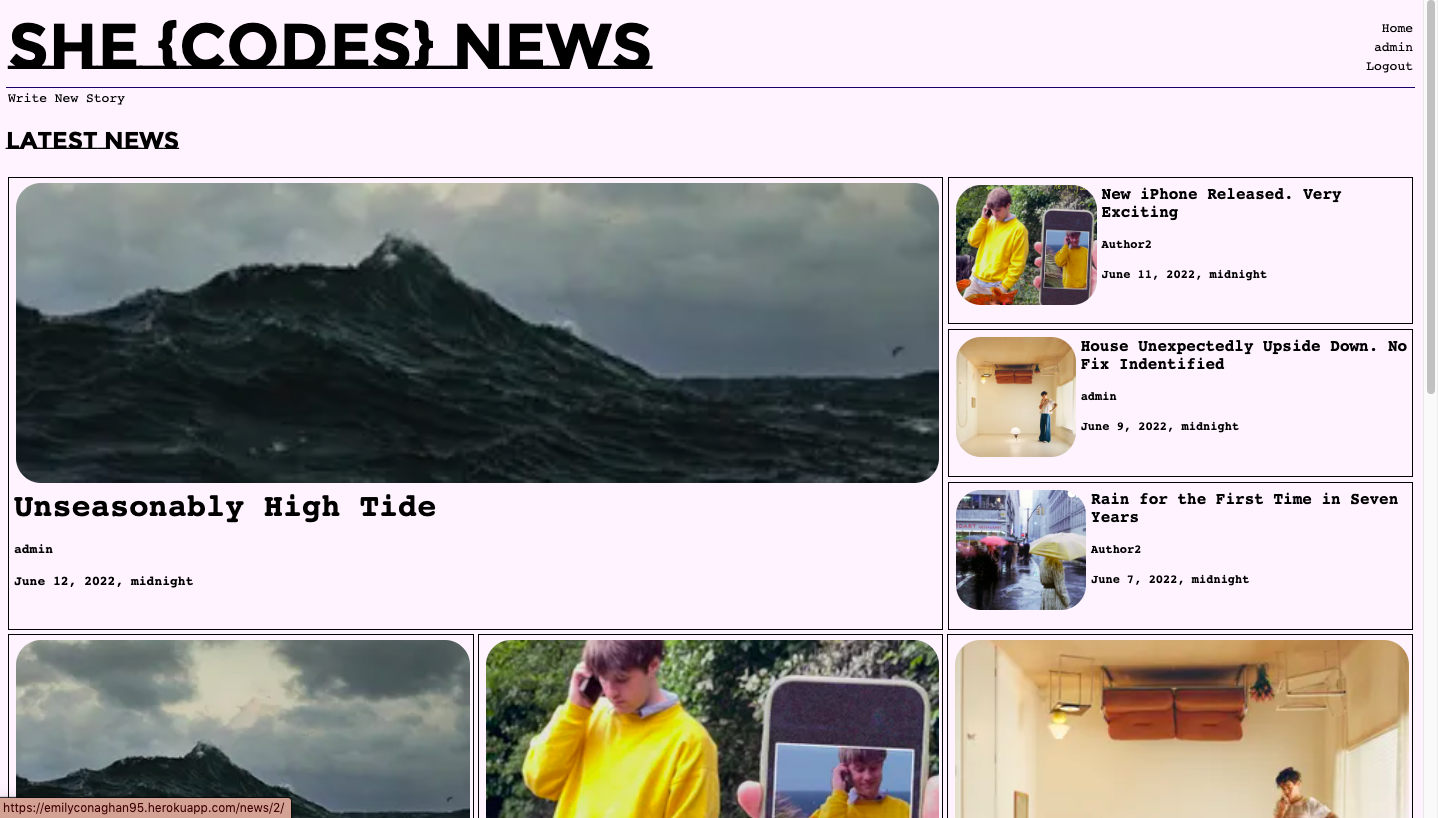 SHE {CODES} NEWS
Home
admin
Logout
Write New Story
LATEST NEWS
Unseasonably High Tide
admin
June 12, 2022, midnight
New iPhone Released. Very
Exciting
Author2
June 11, 2022, midnight
House Unexpectedly Upside Down. No
Fix Indentified
admin
June 9, 2022, midnight
Rain for the First Time in Seven
Years
Author2
June 7, 2022, midnight
https://emilyconaghan95.herokuapp.com/news/2/